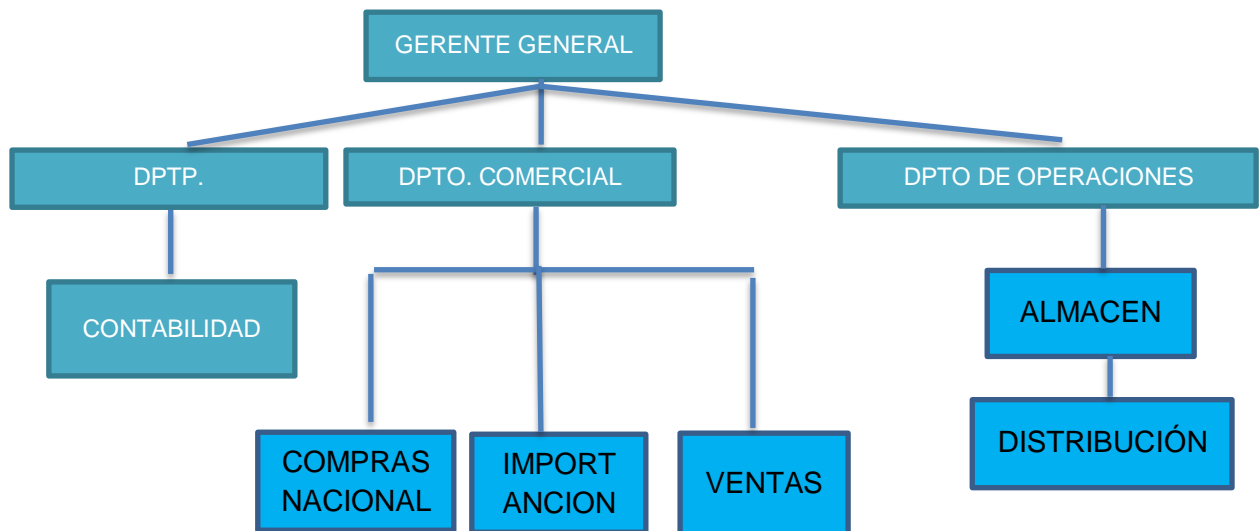 GERENTE GENERAL
DPTP.
DPTO. COMERCIAL
DPTO DE OPERACIONES
CONTABILIDAD
ALMACEN
DISTRIBUCIÓN
COMPRAS
NACIONAL
IMPORT
ANCION
VENTAS